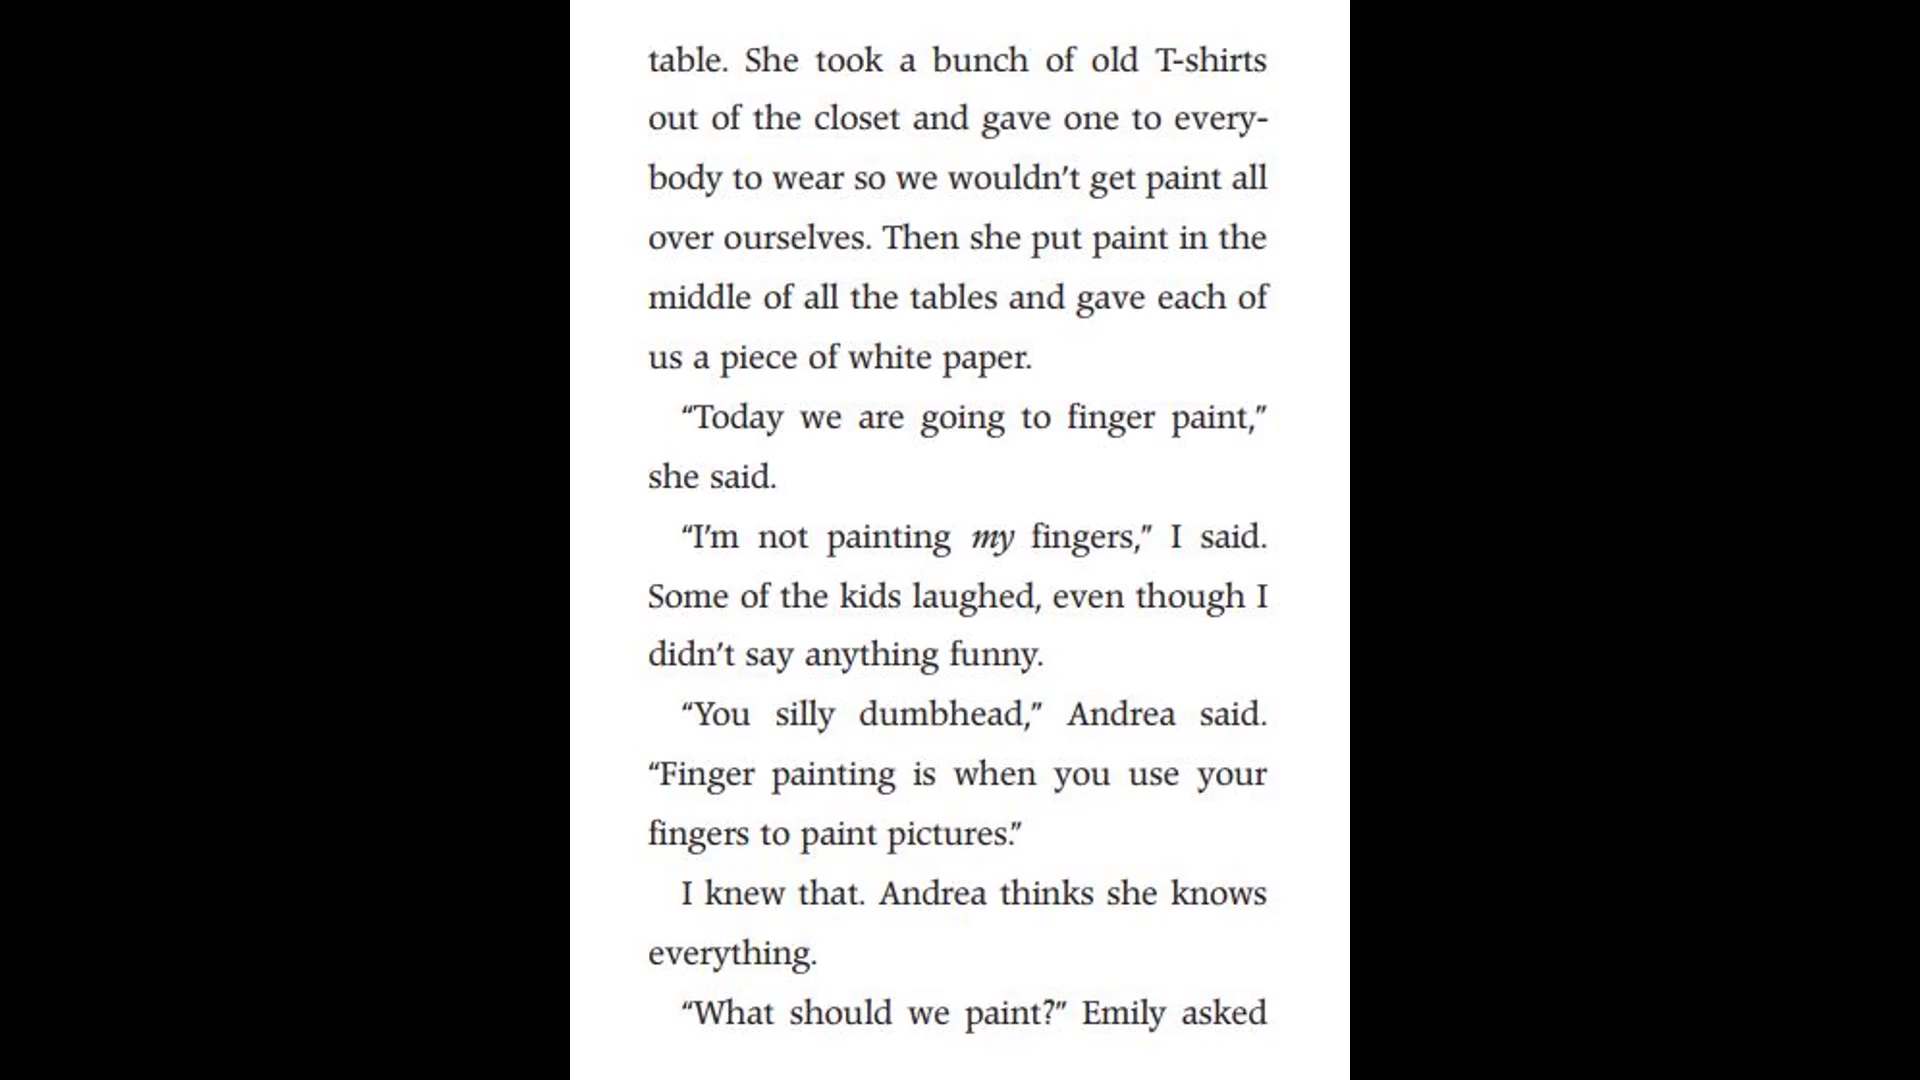 table. She took a bunch of old T-shirts
out of the closet and gave one to every-
body to wear so we wouldn’t get paint all
over ourselves. Then she put paint in the
middle of all the tables and gave each of
us a piece of white paper.
“Today we are going to finger paint,”
she said.
“I’m not painting my fingers,” I said.
Some of the kids laughed, even though I
didn’t say anything funny.
“You silly dumbhead,” Andrea said.
“Finger painting is when you use your
fingers to paint pictures.”
I knew that. Andrea thinks she knows
everything.
“What should we paint?” Emily asked